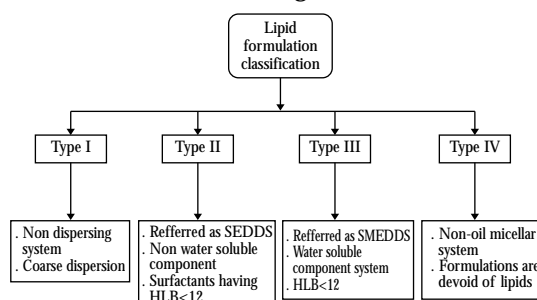 Lipid
formulation
classification
Type I
Type II
Type III
Type IV
. Non dispersing
system
. Coarse dispersion
. Refferred as SEDDS
. Non water soluble
component
. Surfactants having
HLB<12
. Refferred as SMEDDS
. Water soluble
component system
. HLB<12
. Non-oil micellar
system
. Formulations are
devoid of lipids